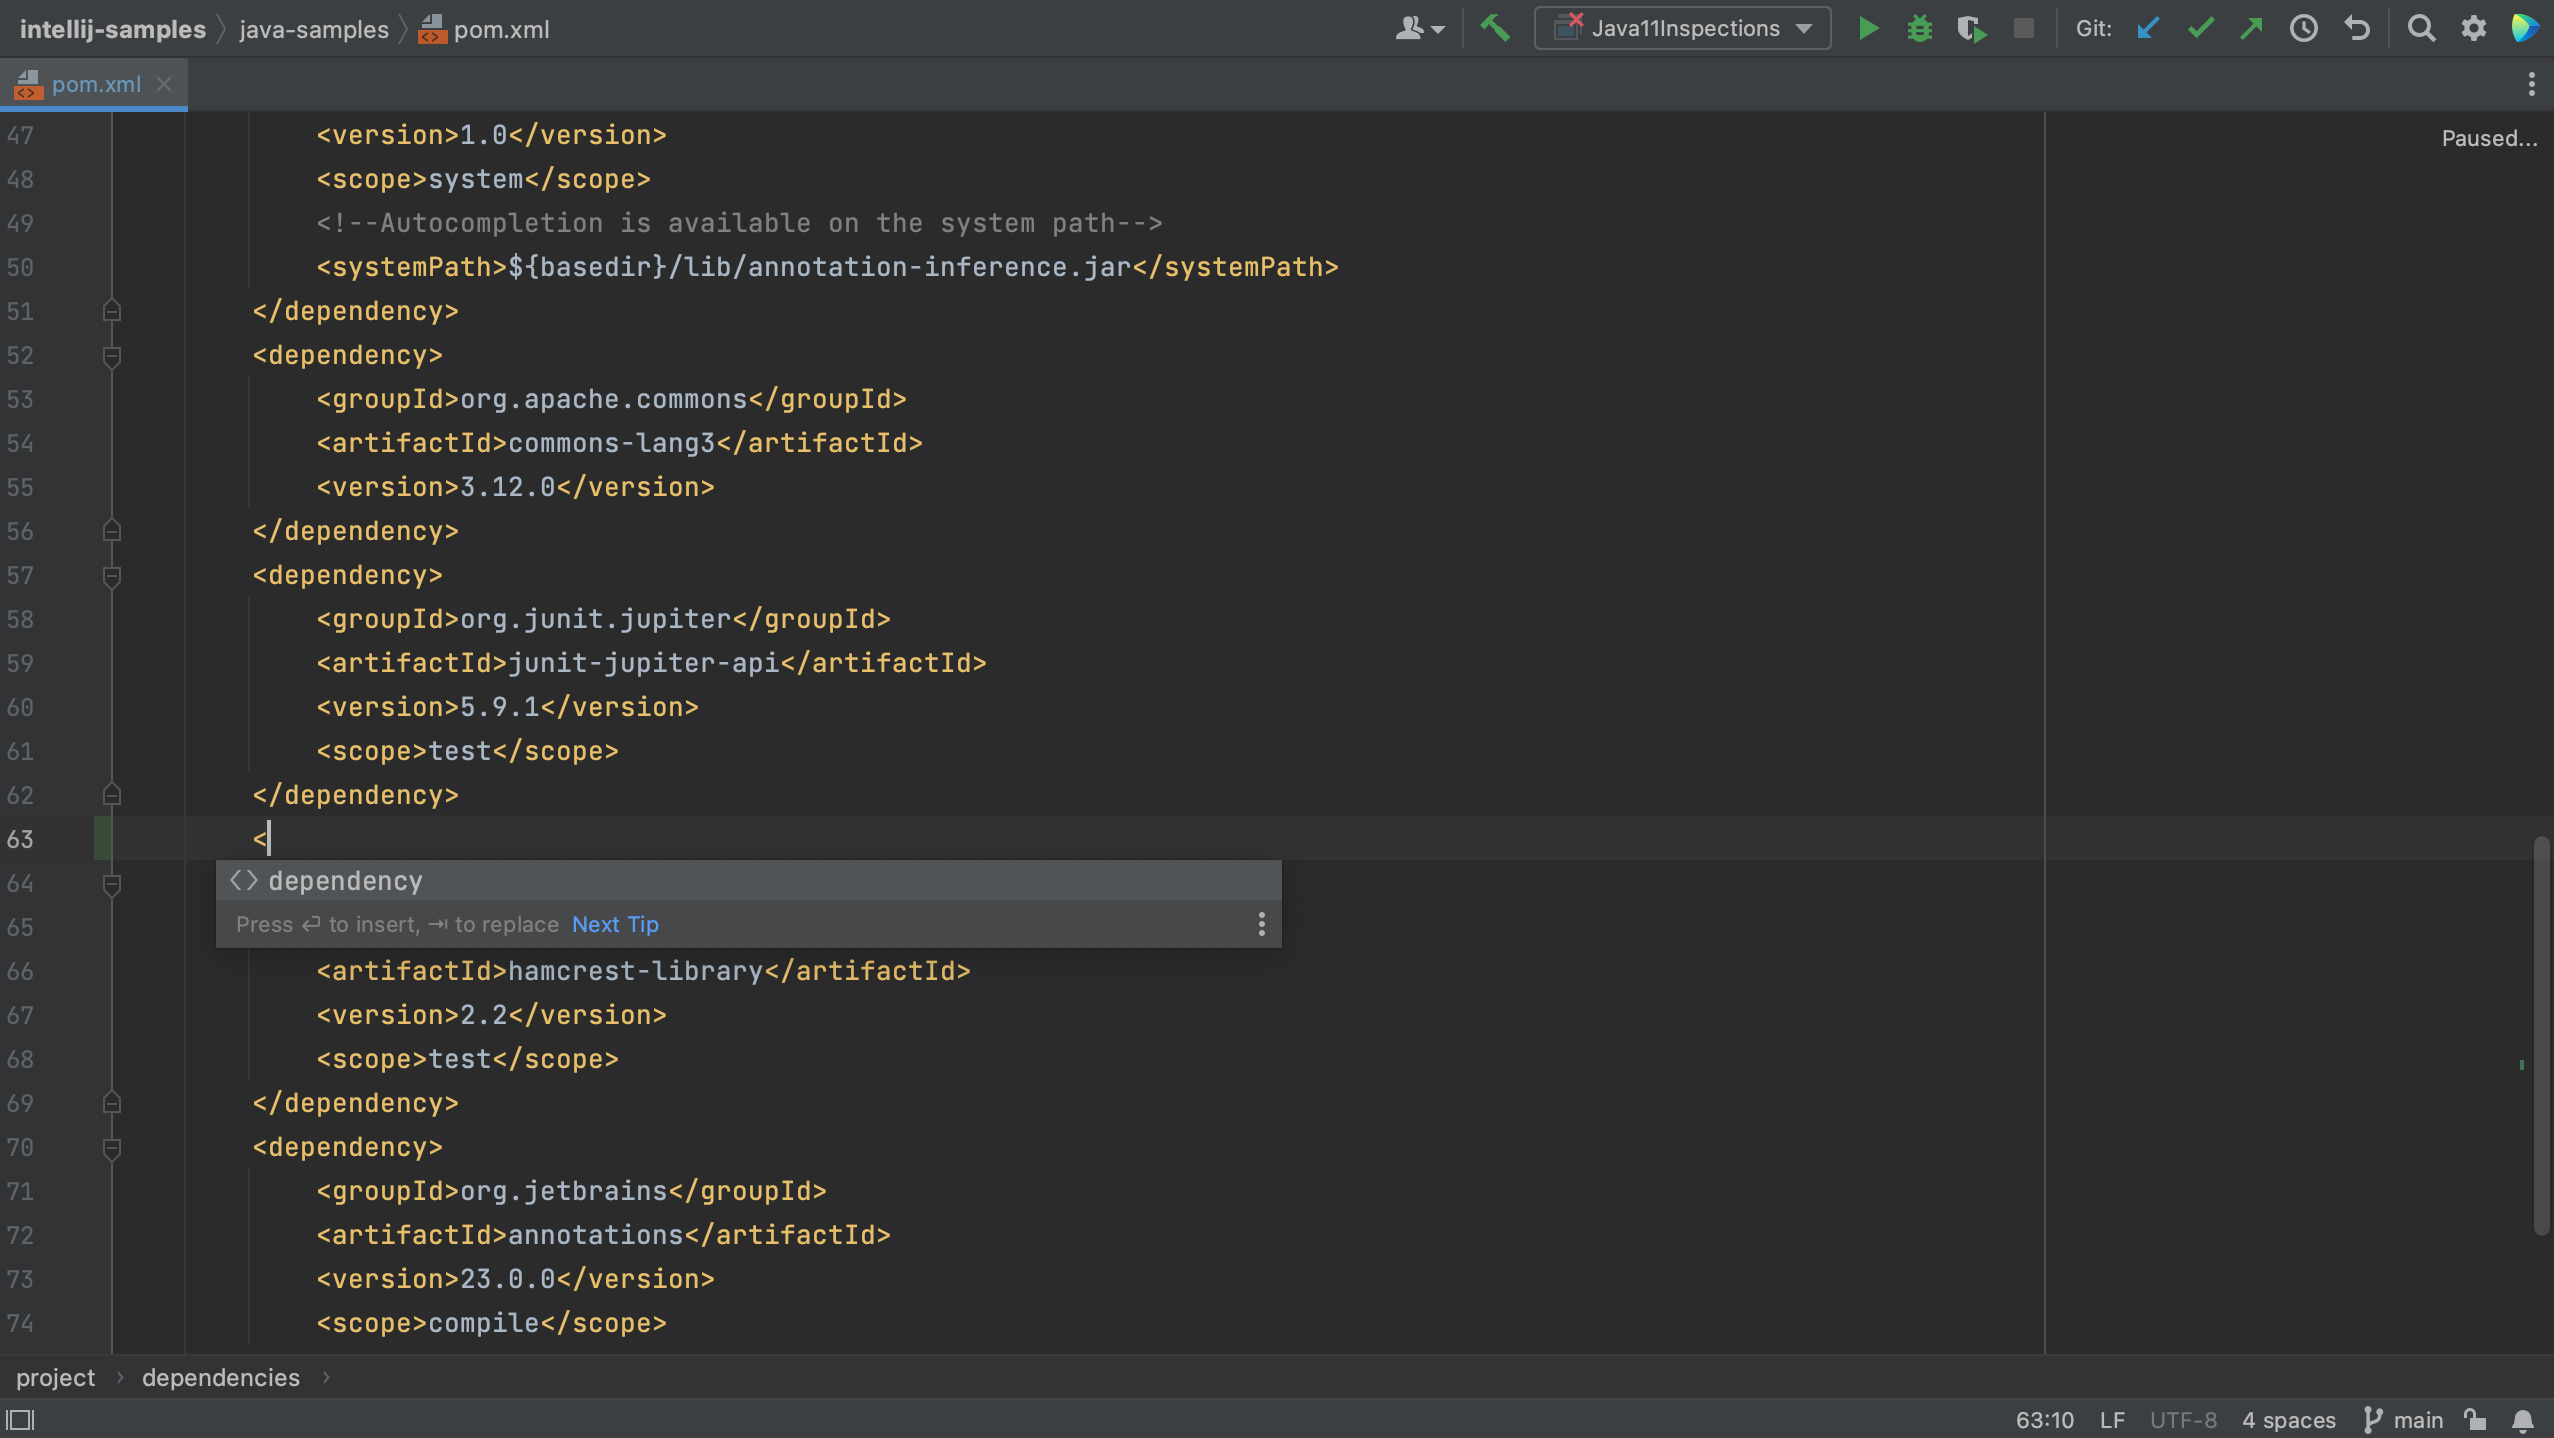 intellij-samples java-samples pom.xml Java11Inspections Git:
pom.xml
Paused...
47 <version>1.0</version>
48 <scope>system</scope>
49 <!--Autocompletion is available on the system path-->
50 <systemPath>${basedir}/lib/annotation-inference.jar</systemPath>
51 </dependency>
52 <dependency>
53 <groupId>org.apache.commons</groupId>
54 <artifactId>commons-lang3</artifactId>
55 <version>3.12.0</version>
56 </dependency>
57 <dependency>
58 <groupId>org.junit.jupiter</groupId>
59 <artifactId>junit-jupiter-api</artifactId>
60 <version>5.9.1</version>
61 <scope>test</scope>
62 </dependency>
63 <
64 <> dependency
65 Press ↵ to insert, ⇥ to replace Next Tip
66 <artifactId>hamcrest-library</artifactId>
67 <version>2.2</version>
68 <scope>test</scope>
69 </dependency>
70 <dependency>
71 <groupId>org.jetbrains</groupId>
72 <artifactId>annotations</artifactId>
73 <version>23.0.0</version>
74 <scope>compile</scope>
project › dependencies ›
63:10 LF UTF-8 4 spaces main